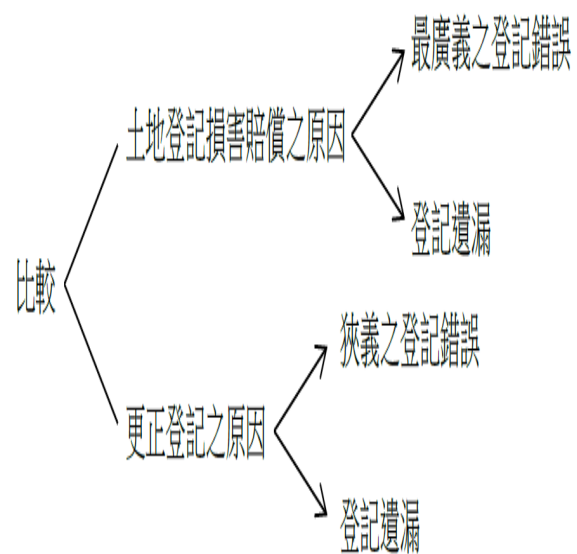 比較
土地登記損害賠償之原因
最廣義之登記錯誤
登記遺漏
更正登記之原因
狹義之登記錯誤
登記遺漏